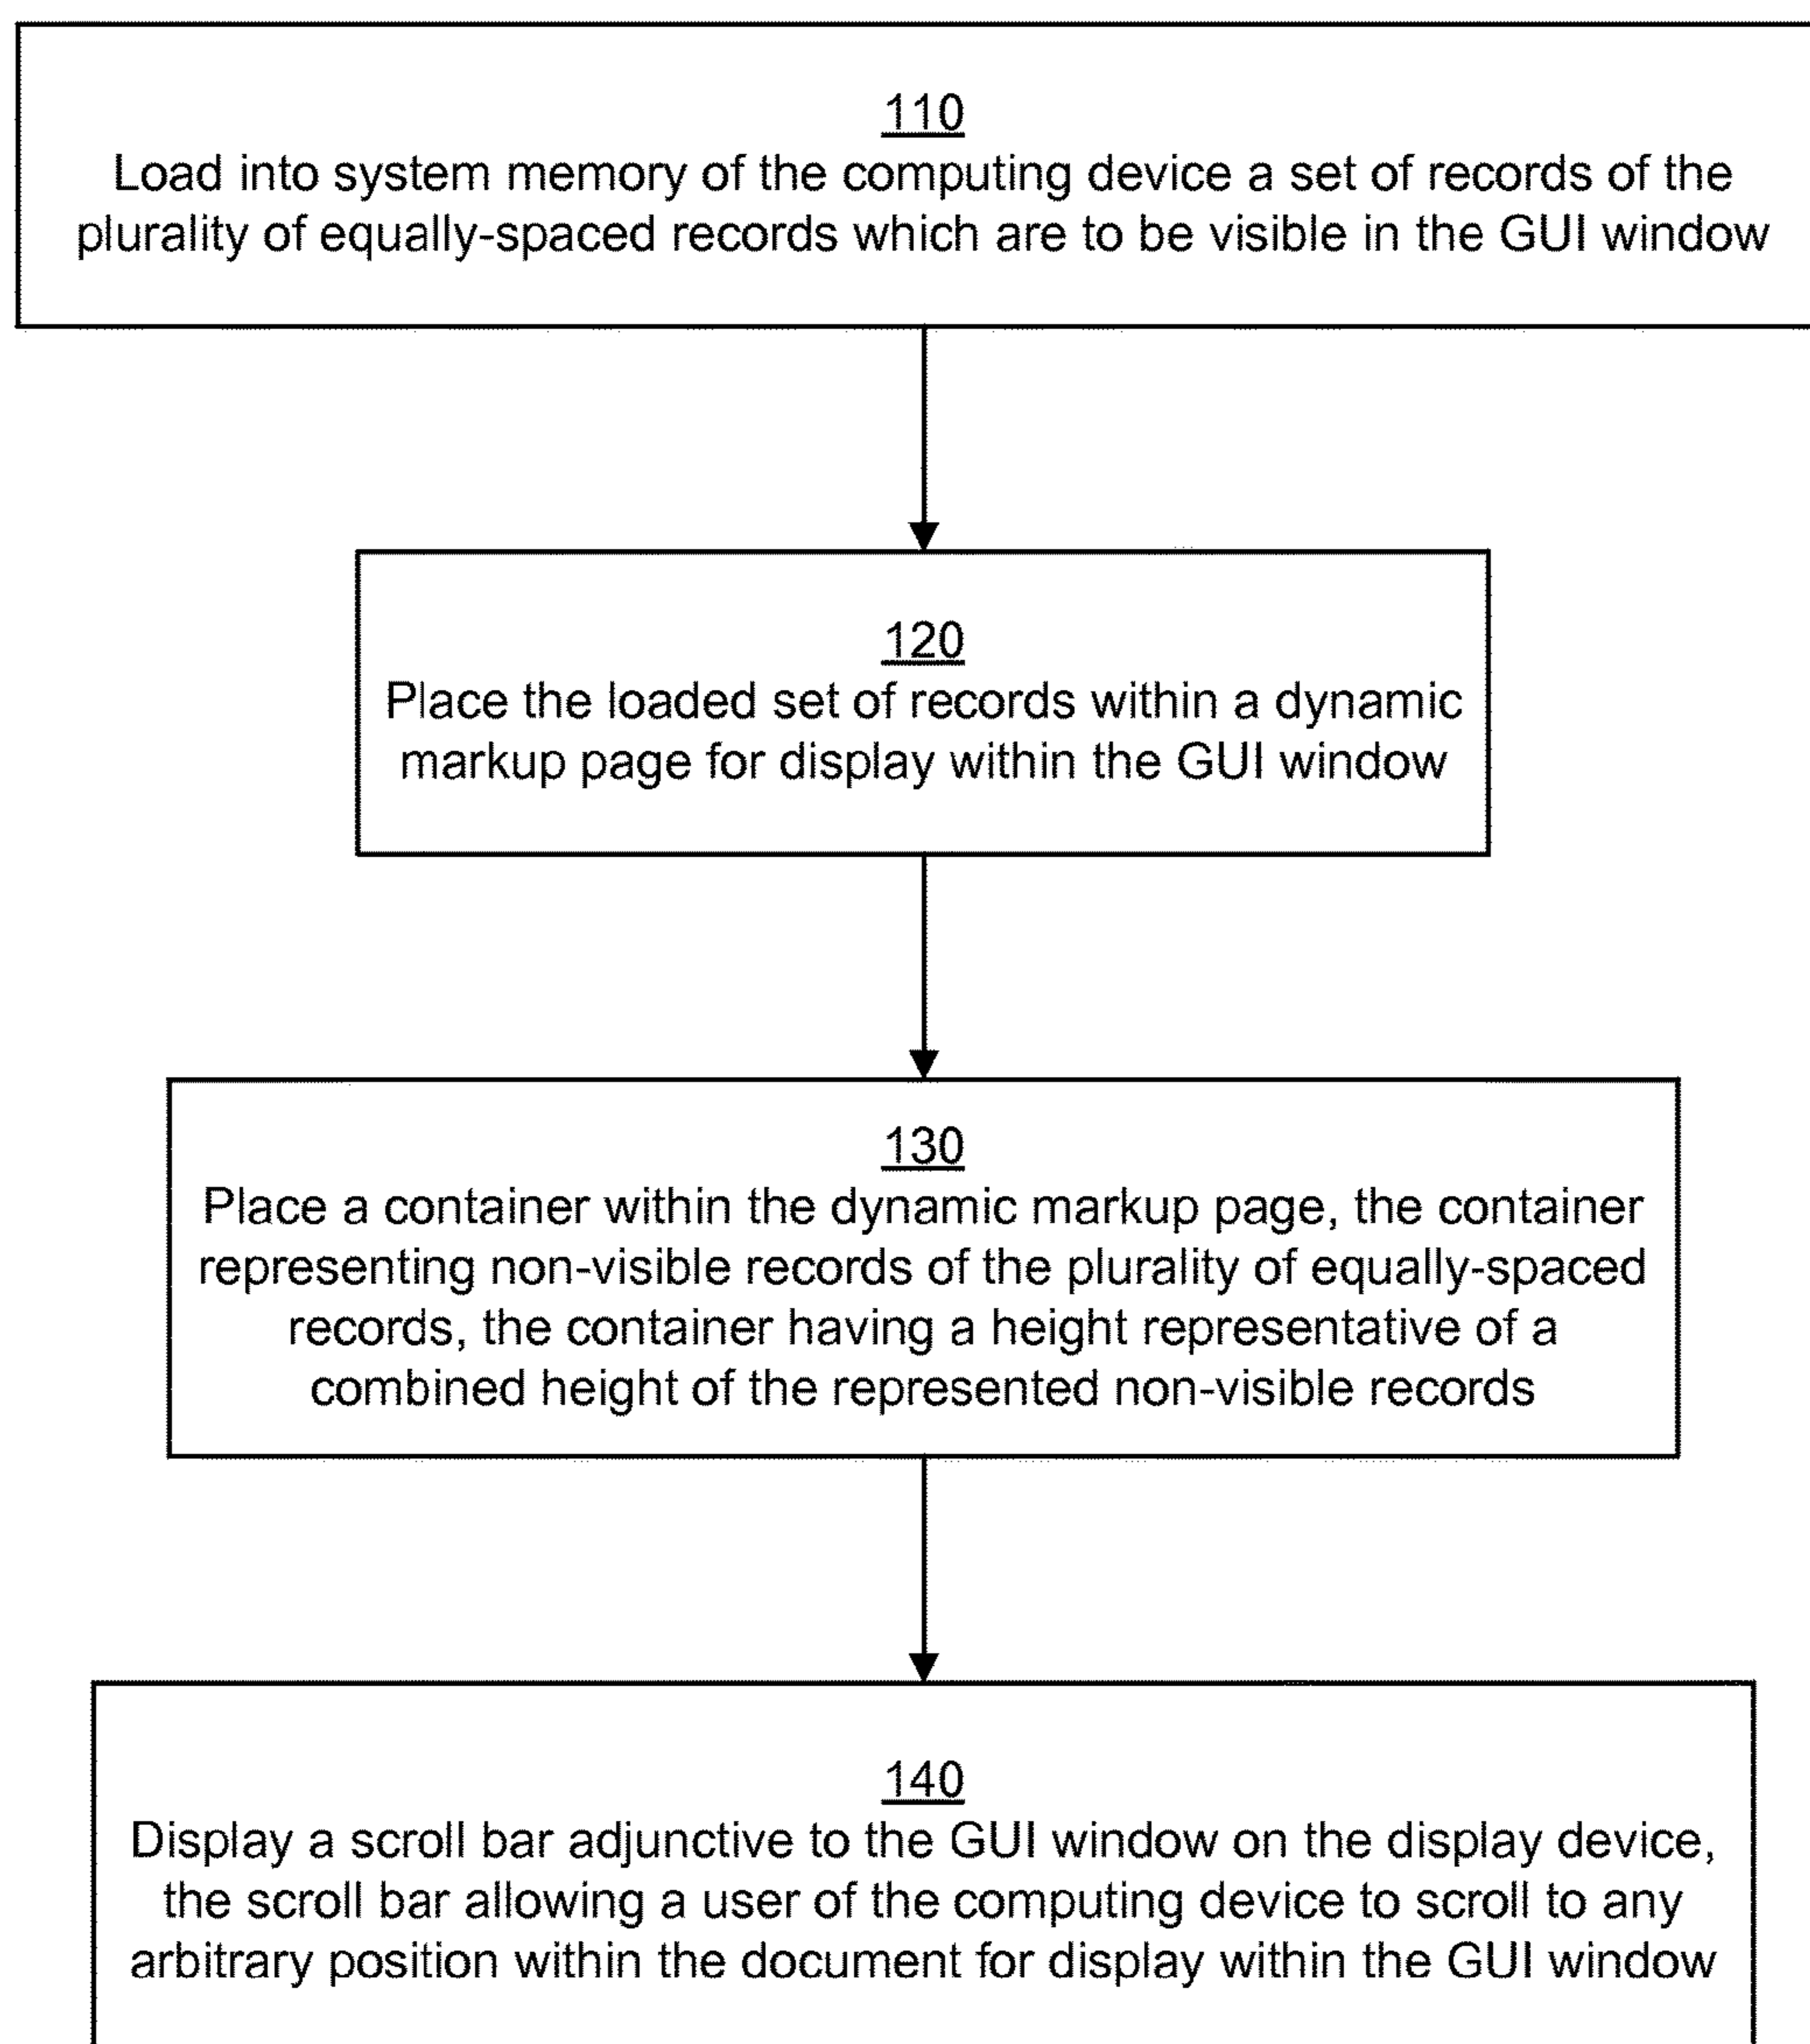 110
Load into system memory of the computing device a set of records of the
plurality of equally-spaced records which are to be visible in the GUI window
120
Place the loaded set of records within a dynamic
markup page for display within the GUI window
130
Place a container within the dynamic markup page, the container
representing non-visible records of the plurality of equally-spaced
records, the container having a height representative of a
combined height of the represented non-visible records
140
Display a scroll bar adjunctive to the GUI window on the display device,
the scroll bar allowing a user of the computing device to scroll to any
arbitrary position within the document for display within the GUI window